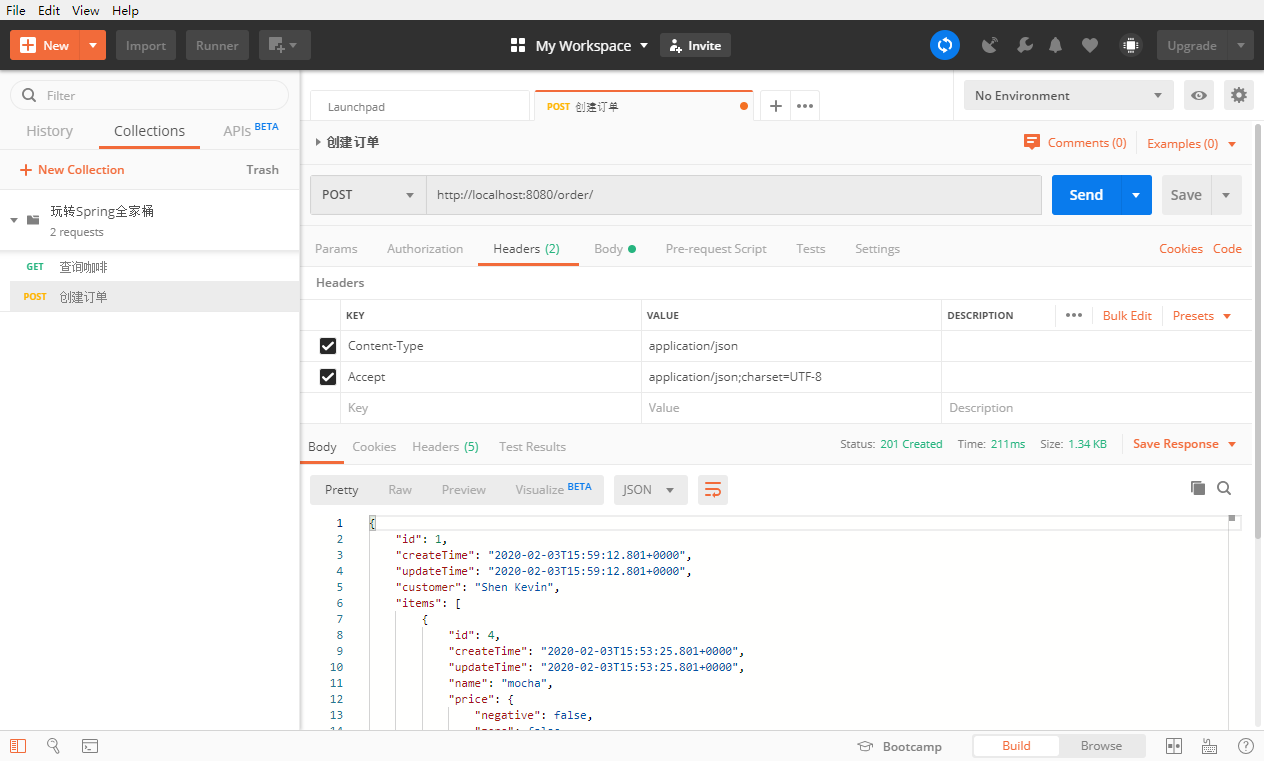 File Edit View Help
New Import Runner My Workspace Invite Upgrade
Filter
History Collections APIs BETA
New Collection Trash
玩转Spring全家桶
2 requests
GET 查询咖啡
POST 创建订单
Launchpad POST 创建订单 No Environment
创建订单 Comments (0) Examples (0)
POST http://localhost:8080/order/ Send Save
Params Authorization Headers (2) Body Pre-request Script Tests Settings Cookies Code
Headers
KEY VALUE DESCRIPTION Bulk Edit Presets
Content-Type application/json
Accept application/json;charset=UTF-8
Key Value Description
Body Cookies Headers (5) Test Results Status: 201 Created Time: 211ms Size: 1.34 KB Save Response
Pretty Raw Preview Visualize BETA JSON
1 {
2 "id": 1,
3 "createTime": "2020-02-03T15:59:12.801+0000",
4 "updateTime": "2020-02-03T15:59:12.801+0000",
5 "customer": "Shen Kevin",
6 "items": [
7 {
8 "id": 4,
9 "createTime": "2020-02-03T15:53:25.801+0000",
10 "updateTime": "2020-02-03T15:53:25.801+0000",
11 "name": "mocha",
12 "price": {
13 "negative": false,
Bootcamp Build Browse